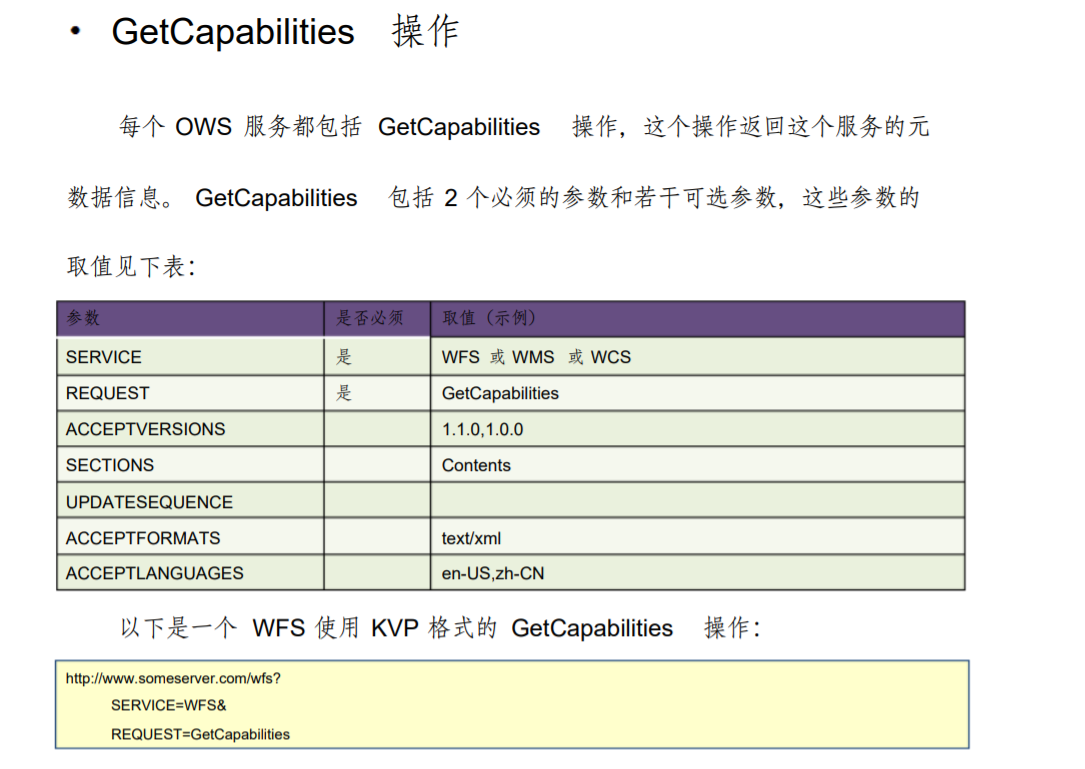 • GetCapabilities 操作
每个 OWS 服务都包括 GetCapabilities 操作，这个操作返回这个服务的元
数据信息。 GetCapabilities 包括 2 个必须的参数和若干可选参数，这些参数的
取值见下表：
参数 是否必须 取值（示例）
SERVICE 是 WFS 或 WMS 或 WCS
REQUEST 是 GetCapabilities
ACCEPTVERSIONS 1.1.0,1.0.0
SECTIONS Contents
UPDATESEQUENCE
ACCEPTFORMATS text/xml
ACCEPTLANGUAGES en-US,zh-CN
以下是一个 WFS 使用 KVP 格式的 GetCapabilities 操作：
http://www.someserver.com/wfs?
SERVICE=WFS&
REQUEST=GetCapabilities